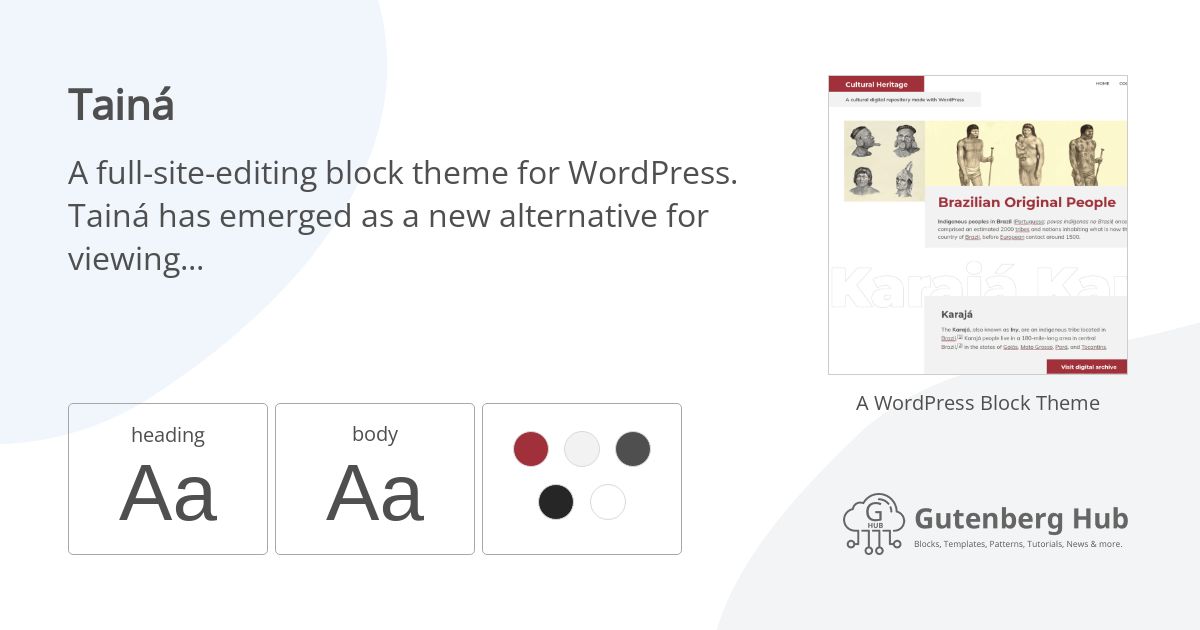 Tainá
A full-site-editing block theme for WordPress.
Tainá has emerged as a new alternative for
viewing...
heading
Aa
body
Aa
Cultural Heritage
HOME
A cultural digital repository made with WordPress
Brazilian Original People
Indigenous peoples in Brazil (Portuguese: povos indígenas no Brasil) once
comprised an estimated 2000 tribes and nations inhabiting what is now th
country of Brazil, before European contact around 1500.
Karajá Kar
Karajá
The Karajá, also known as Iny, are an indigenous tribe located in
Brazil.[1] Karajá people live in a 180-mile-long area in central
Brazil,[2] in the states of Goiás, Mato Grosso, Pará, and Tocantins.
Visit digital archive
A WordPress Block Theme
G
HUB
Gutenberg Hub
Blocks, Templates, Patterns, Tutorials, News & more.